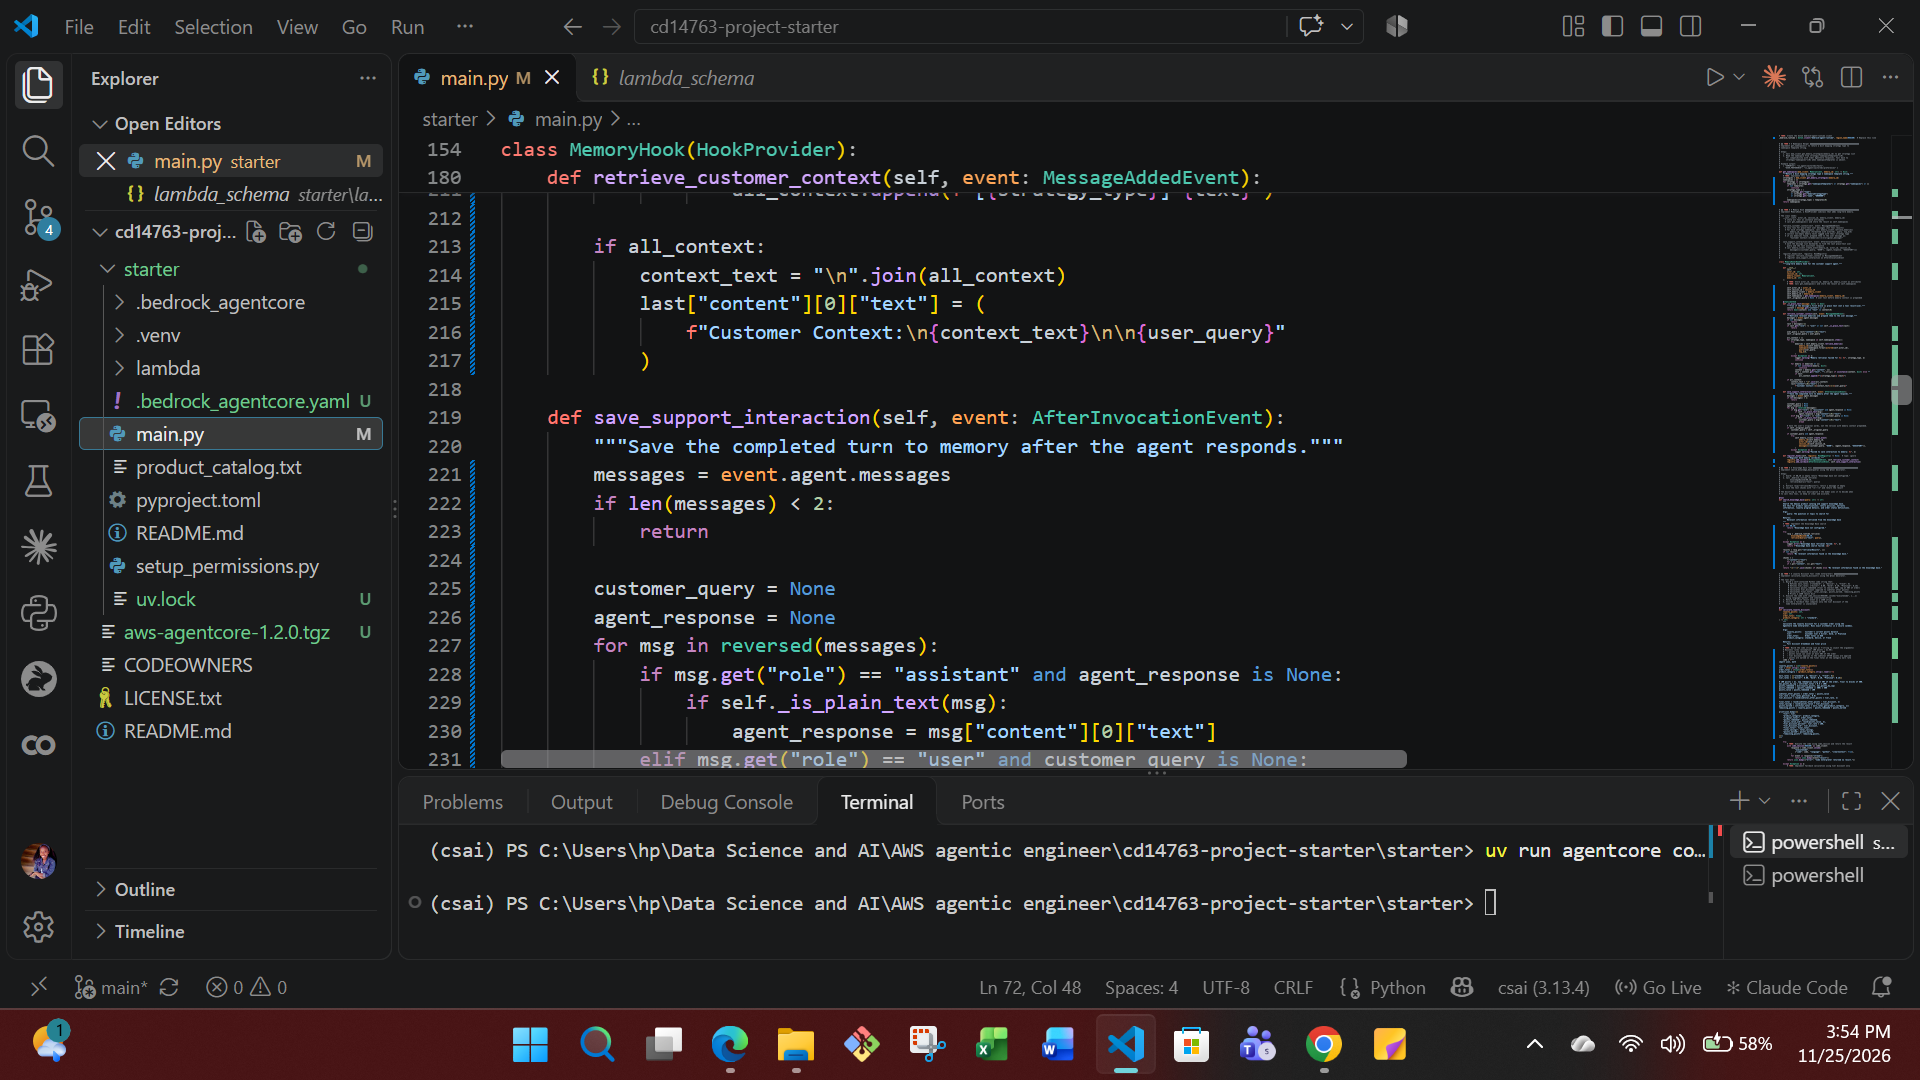 File Edit Selection View Go Run ···
cd14763-project-starter
Explorer
Open Editors
main.py starter M
{} lambda_schema starter\la...
cd14763-proj...
starter
.bedrock_agentcore
.venv
lambda
! .bedrock_agentcore.yaml U
main.py M
product_catalog.txt
pyproject.toml
README.md
setup_permissions.py
uv.lock U
aws-agentcore-1.2.0.tgz U
CODEOWNERS
LICENSE.txt
README.md
Outline
Timeline
4
main.py M
{} lambda_schema
starter > main.py > ...
154 class MemoryHook(HookProvider):
180 def retrieve_customer_context(self, event: MessageAddedEvent):
212
213 if all_context:
214 context_text = "\n".join(all_context)
215 last["content"][0]["text"] = (
216 f"Customer Context:\n{context_text}\n\n{user_query}"
217 )
218
219 def save_support_interaction(self, event: AfterInvocationEvent):
220 """Save the completed turn to memory after the agent responds."""
221 messages = event.agent.messages
222 if len(messages) < 2:
223 return
224
225 customer_query = None
226 agent_response = None
227 for msg in reversed(messages):
228 if msg.get("role") == "assistant" and agent_response is None:
229 if self._is_plain_text(msg):
230 agent_response = msg["content"][0]["text"]
231 elif msg.get("role") == "user" and customer_query is None:
Problems Output Debug Console Terminal Ports
(csai) PS C:\Users\hp\Data Science and AI\AWS agentic engineer\cd14763-project-starter\starter> uv run agentcore co...
(csai) PS C:\Users\hp\Data Science and AI\AWS agentic engineer\cd14763-project-starter\starter>
powershell s...
powershell
main* 0 0
Ln 72, Col 48 Spaces: 4 UTF-8 CRLF {} Python csai (3.13.4) Go Live Claude Code
1
58%
3:54 PM
11/25/2026